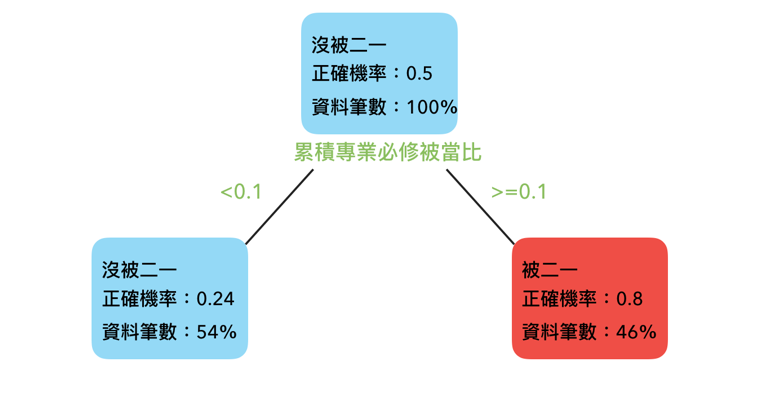 沒被二一
正確機率：0.5
資料筆數：100%
累積專業必修被當比
<0.1
>=0.1
沒被二一
正確機率：0.24
資料筆數：54%
被二一
正確機率：0.8
資料筆數：46%